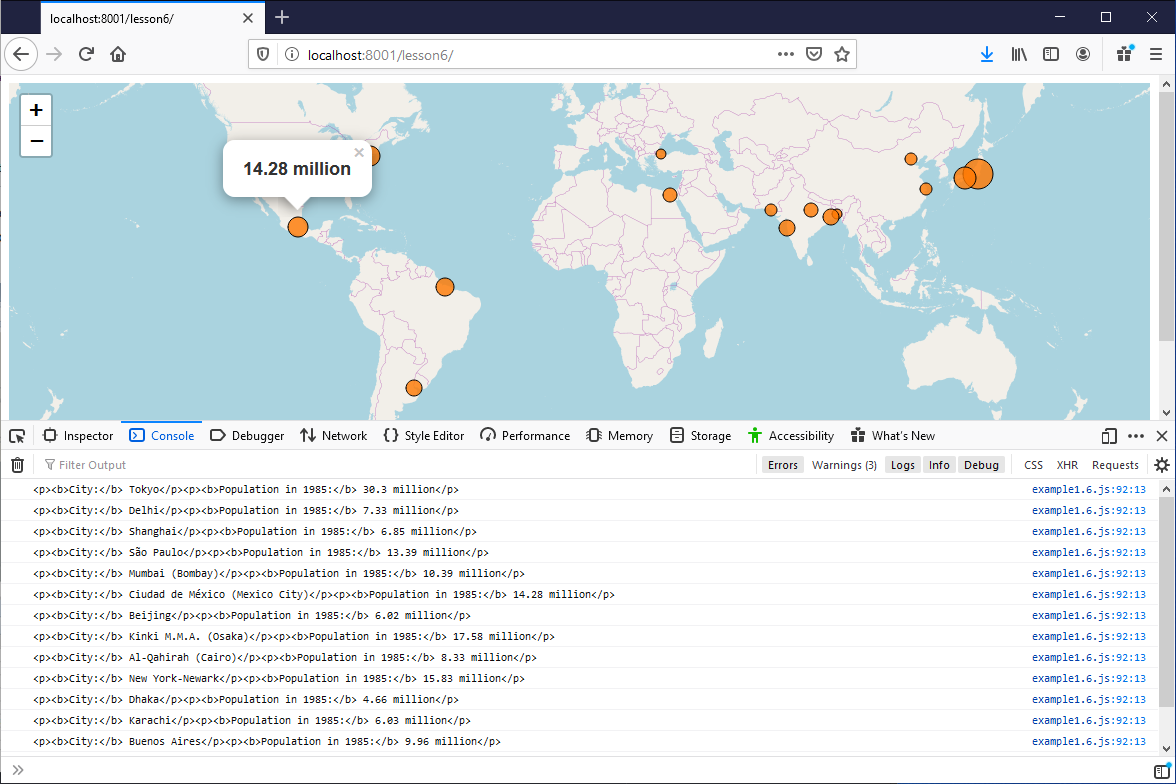 localhost:8001/lesson6/
localhost:8001/lesson6/
+
−
14.28 million
×
Inspector Console Debugger Network Style Editor Performance Memory Storage Accessibility What's New
Filter Output Errors Warnings (3) Logs Info Debug CSS XHR Requests
<p><b>City:</b> Tokyo</p><p><b>Population in 1985:</b> 30.3 million</p> example1.6.js:92:13
<p><b>City:</b> Delhi</p><p><b>Population in 1985:</b> 7.33 million</p> example1.6.js:92:13
<p><b>City:</b> Shanghai</p><p><b>Population in 1985:</b> 6.85 million</p> example1.6.js:92:13
<p><b>City:</b> São Paulo</p><p><b>Population in 1985:</b> 13.39 million</p> example1.6.js:92:13
<p><b>City:</b> Mumbai (Bombay)</p><p><b>Population in 1985:</b> 10.39 million</p> example1.6.js:92:13
<p><b>City:</b> Ciudad de México (Mexico City)</p><p><b>Population in 1985:</b> 14.28 million</p> example1.6.js:92:13
<p><b>City:</b> Beijing</p><p><b>Population in 1985:</b> 6.02 million</p> example1.6.js:92:13
<p><b>City:</b> Kinki M.M.A. (Osaka)</p><p><b>Population in 1985:</b> 17.58 million</p> example1.6.js:92:13
<p><b>City:</b> Al-Qahirah (Cairo)</p><p><b>Population in 1985:</b> 8.33 million</p> example1.6.js:92:13
<p><b>City:</b> New York-Newark</p><p><b>Population in 1985:</b> 15.83 million</p> example1.6.js:92:13
<p><b>City:</b> Dhaka</p><p><b>Population in 1985:</b> 4.66 million</p> example1.6.js:92:13
<p><b>City:</b> Karachi</p><p><b>Population in 1985:</b> 6.03 million</p> example1.6.js:92:13
<p><b>City:</b> Buenos Aires</p><p><b>Population in 1985:</b> 9.96 million</p> example1.6.js:92:13